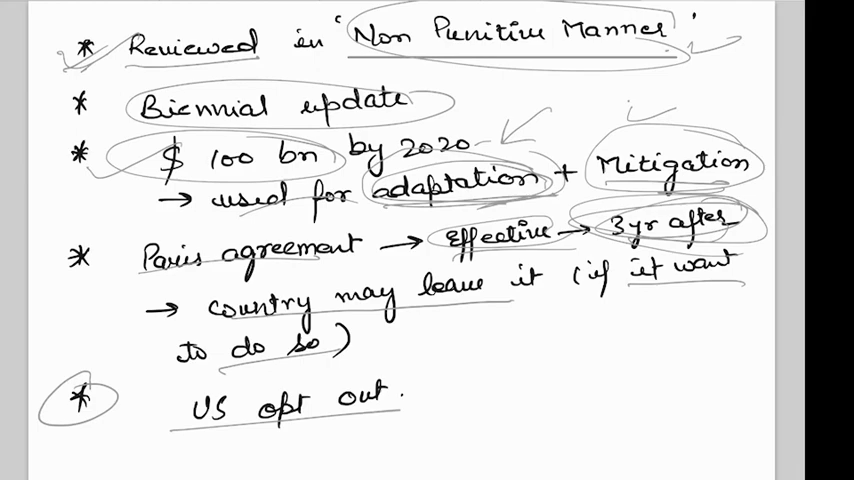 * Reviewed in 'Non Punitive Manner'
* Biennial update
* $ 100 bn by 2020
→ used for adaptation + Mitigation
* Paris agreement → Effective → 3yr after
→ country may leave it (if it want
to do so)
* US opt out.